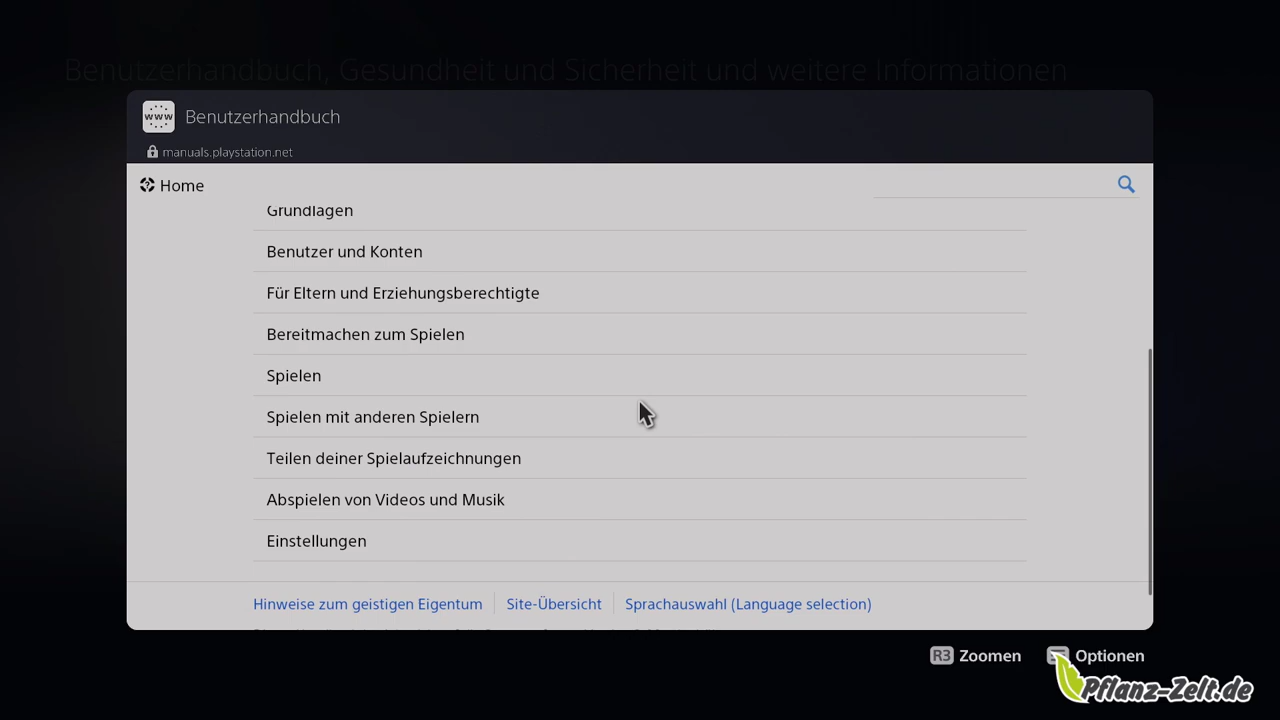 Benutzerhandbuch, Gesundheit und Sicherheit und weitere Informationen
www
Benutzerhandbuch
manuals.playstation.net
Home
Grundlagen
Benutzer und Konten
Für Eltern und Erziehungsberechtigte
Bereitmachen zum Spielen
Spielen
Spielen mit anderen Spielern
Teilen deiner Spielaufzeichnungen
Abspielen von Videos und Musik
Einstellungen
Hinweise zum geistigen Eigentum
Site-Übersicht
Sprachauswahl (Language selection)
R3 Zoomen
Optionen
Pflanz-Zelt.de